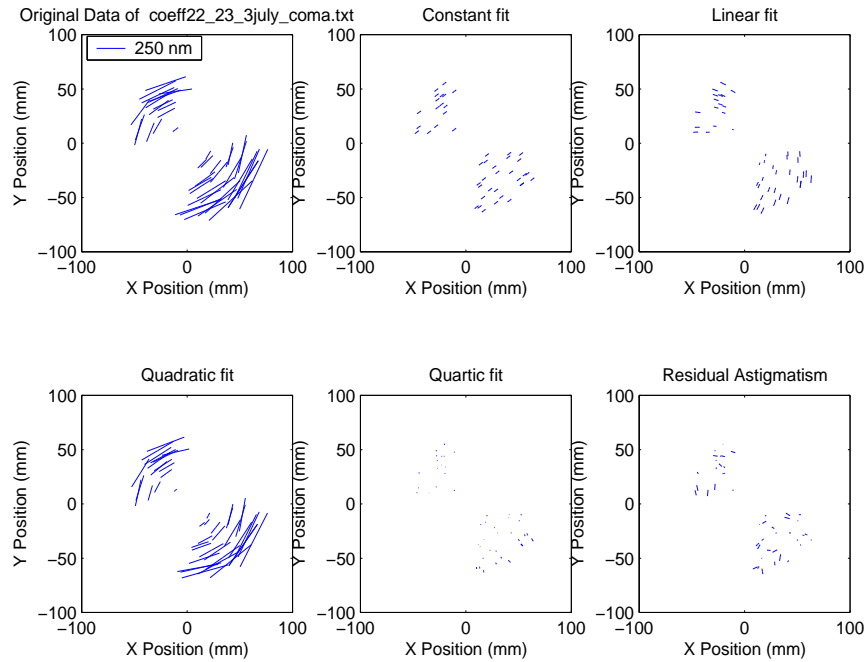 Original Data of coeff22_23_3july_coma.txt
Constant fit
Linear fit
250 nm
100
50
0
−50
−100
Y Position (mm)
−100
0
100
X Position (mm)
100
50
0
−50
−100
Y Position (mm)
−100
0
100
X Position (mm)
100
50
0
−50
−100
Y Position (mm)
−100
0
100
X Position (mm)
Quadratic fit
Quartic fit
Residual Astigmatism
100
50
0
−50
−100
Y Position (mm)
−100
0
100
X Position (mm)
100
50
0
−50
−100
Y Position (mm)
−100
0
100
X Position (mm)
100
50
0
−50
−100
Y Position (mm)
−100
0
100
X Position (mm)